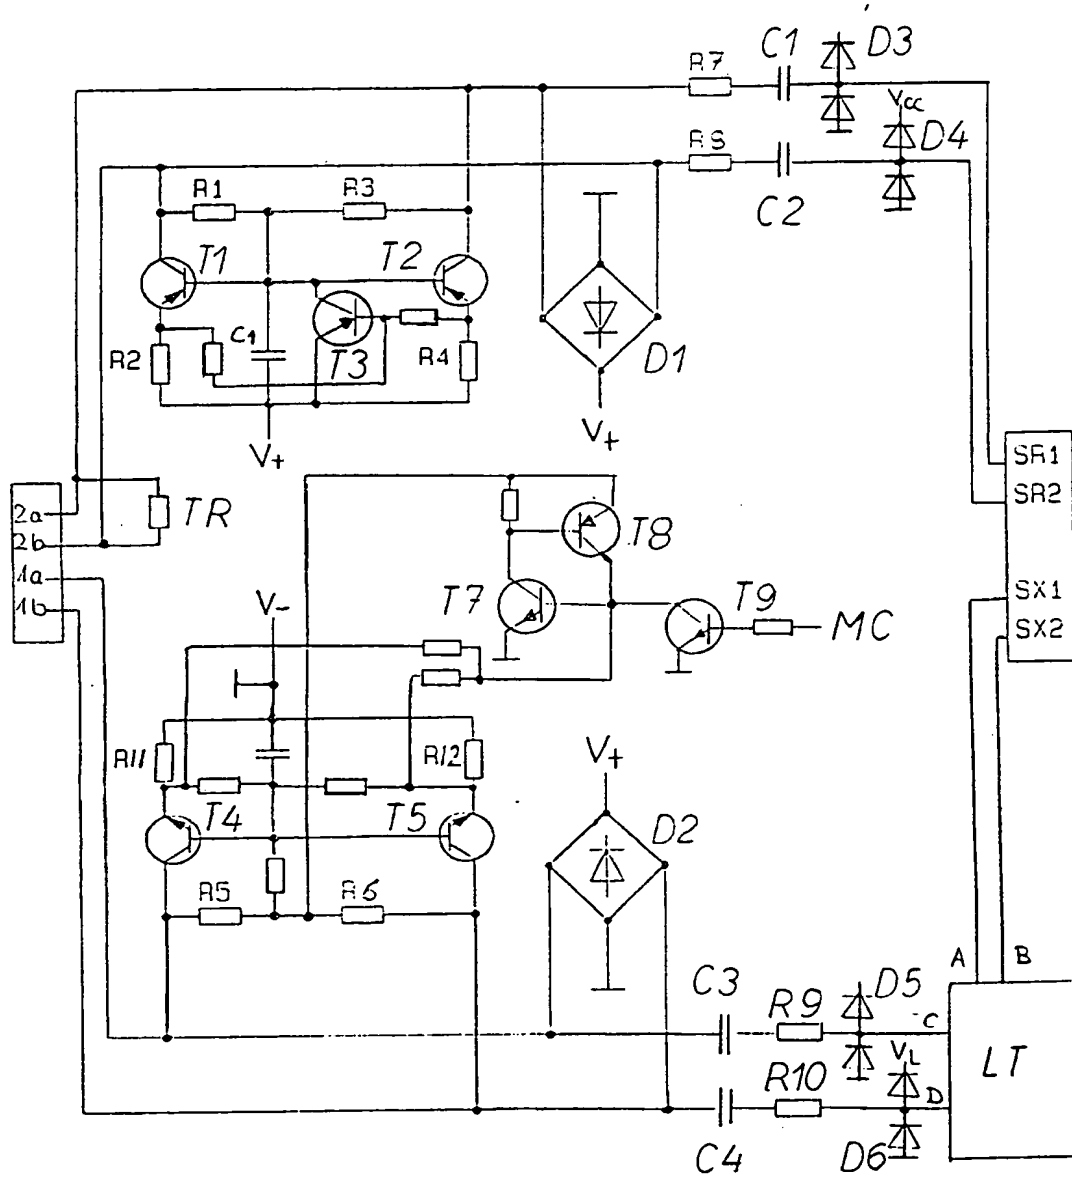 C1
D3
R7
Vcc
D4
R8
C2
R1
R3
T1
T2
C1
R2
T3
R4
D1
V+
V+
SR1
SR2
2a
2b
1a
1b
TR
T8
T7
T9
MC
SX1
SX2
V-
R11
R12
V+
T4
T5
D2
R5
R6
A
B
C3
R9
D5
C
VL
LT
R10
D
C4
D6